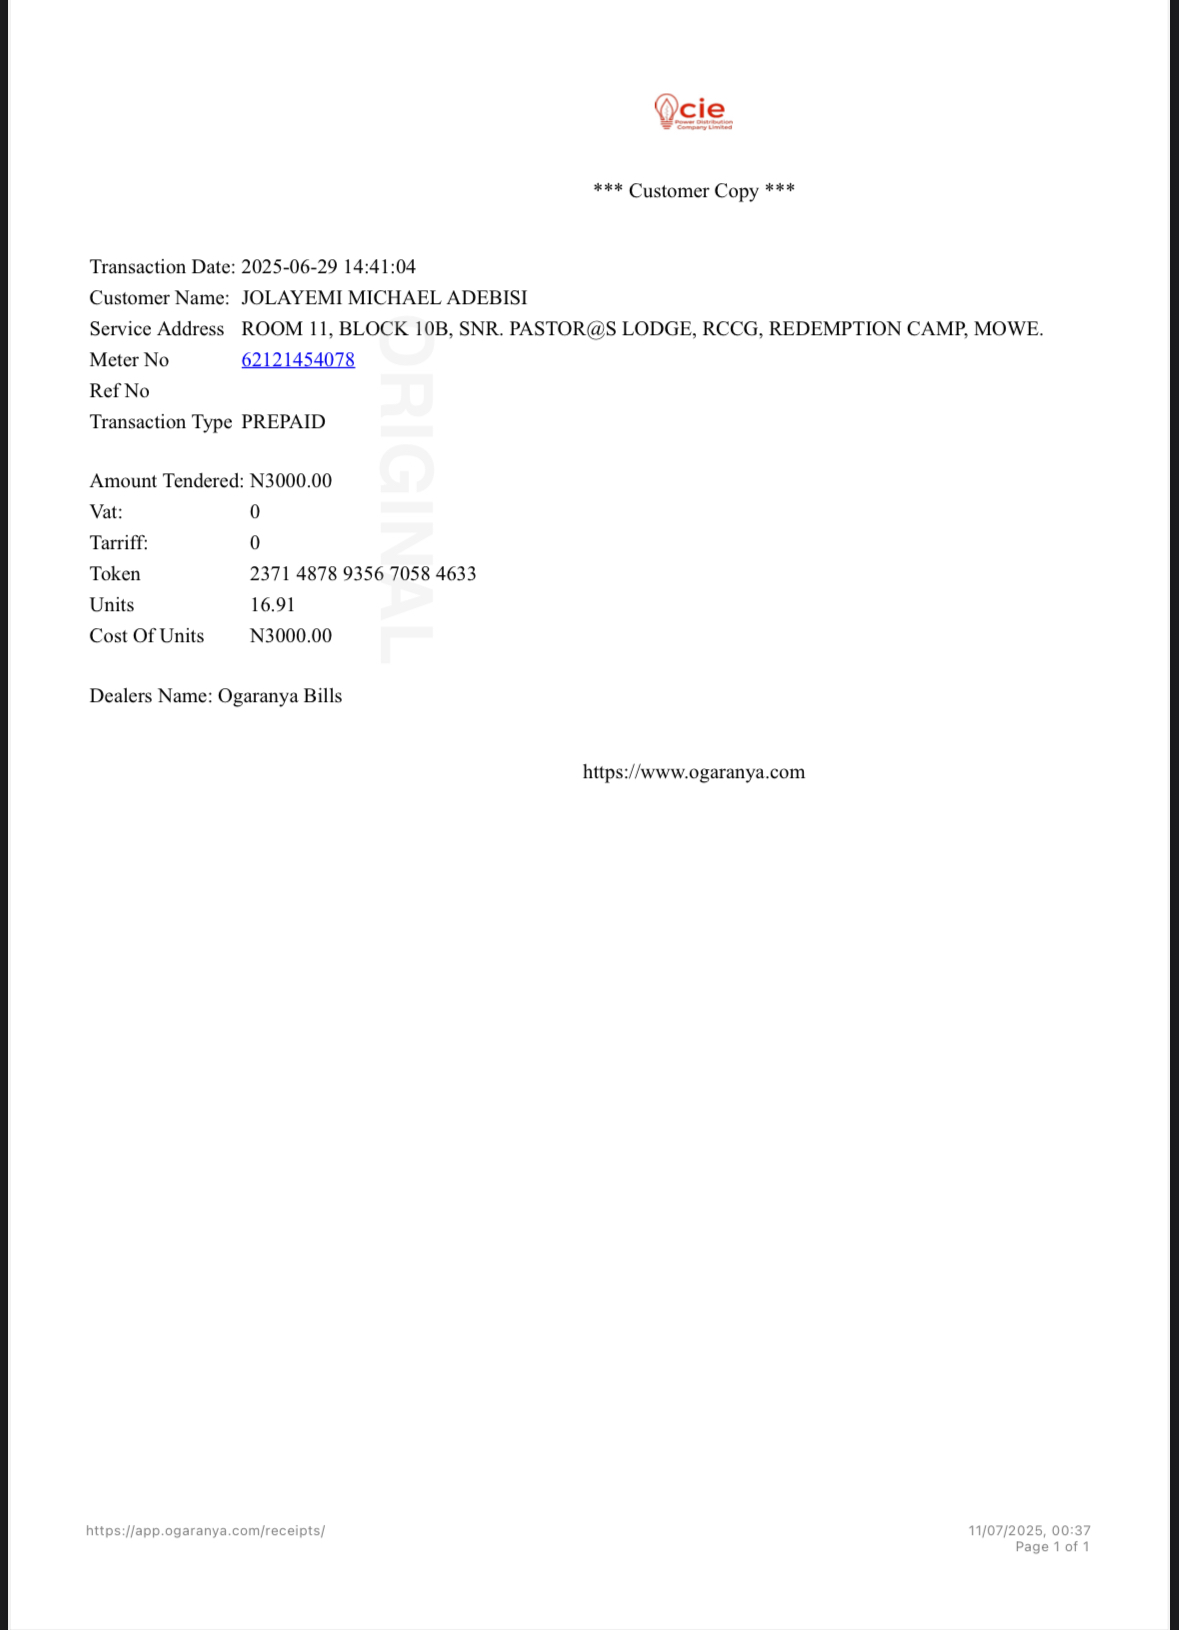 cie
Power Distribution
Company Limited
*** Customer Copy ***
Transaction Date: 2025-06-29 14:41:04
Customer Name: JOLAYEMI MICHAEL ADEBISI
Service Address ROOM 11, BLOCK 10B, SNR. PASTOR@S LODGE, RCCG, REDEMPTION CAMP, MOWE.
Meter No 62121454078
Ref No
Transaction Type PREPAID
ORIGINAL
Amount Tendered: N3000.00
Vat: 0
Tarriff: 0
Token 2371 4878 9356 7058 4633
Units 16.91
Cost Of Units N3000.00
Dealers Name: Ogaranya Bills
https://www.ogaranya.com
https://app.ogaranya.com/receipts/
11/07/2025, 00:37
Page 1 of 1